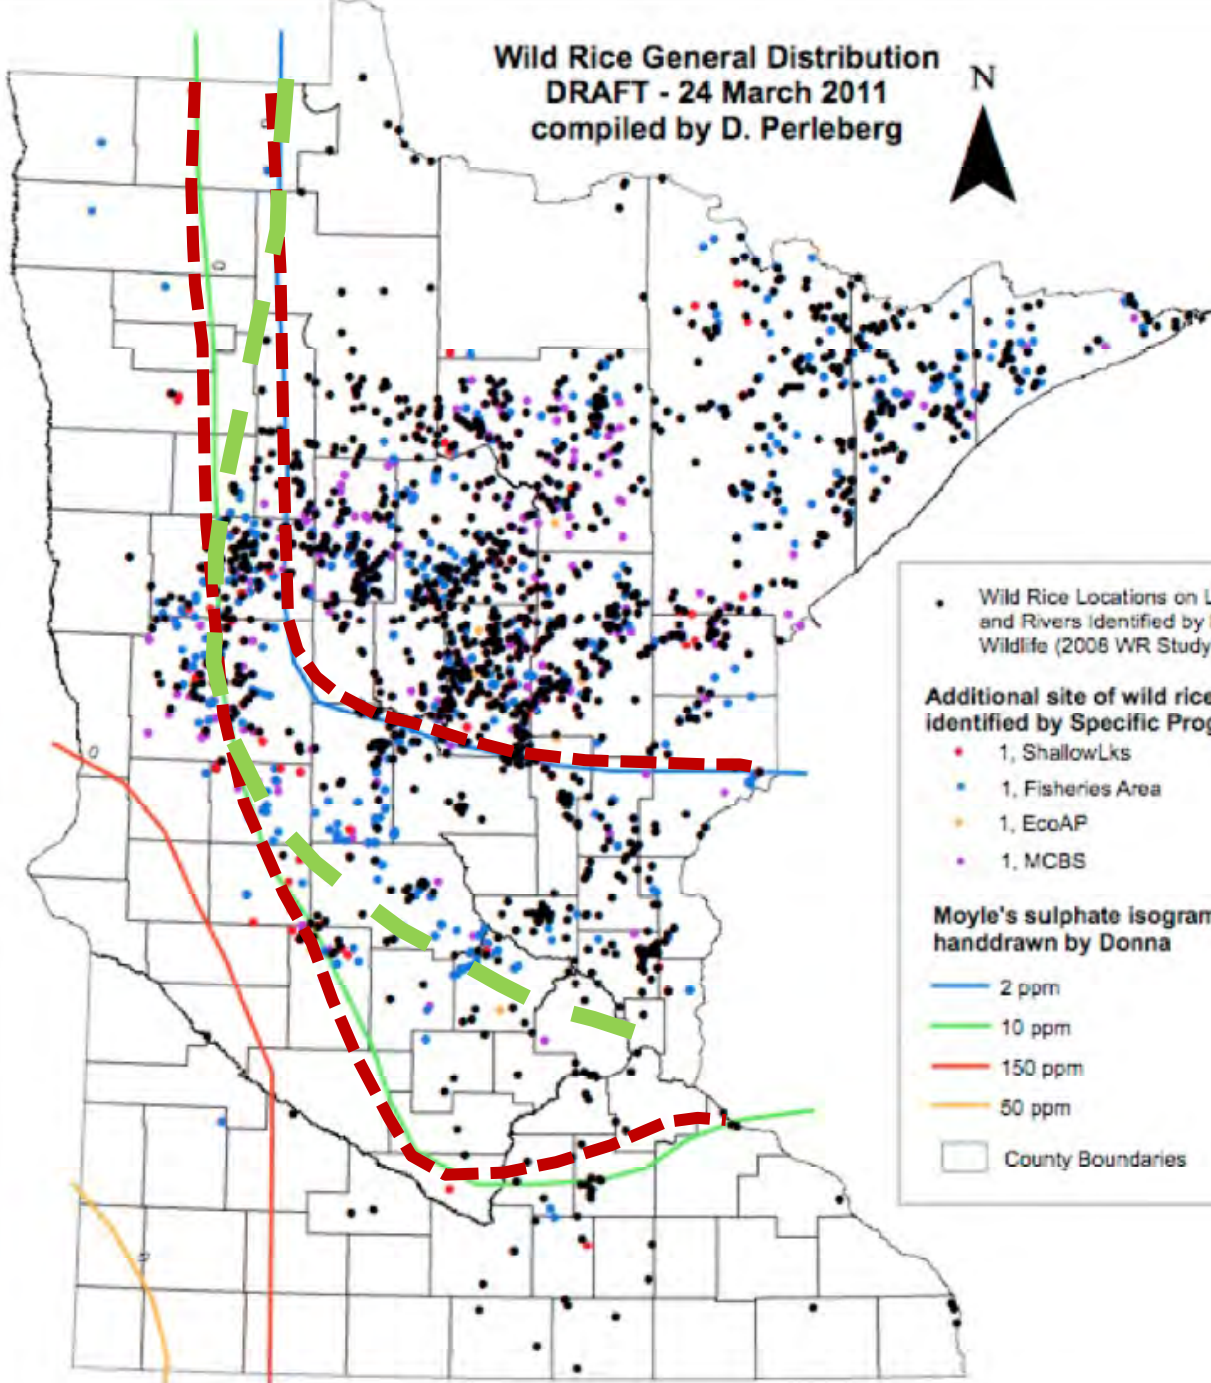 Wild Rice General Distribution
DRAFT - 24 March 2011
compiled by D. Perleberg
N
Wild Rice Locations on L
and Rivers Identified by
Wildlife (2008 WR Study
Additional site of wild rice
identified by Specific Prog
1, ShallowLks
1, Fisheries Area
1, EcoAP
1, MCBS
Moyle's sulphate isogram
handdrawn by Donna
2 ppm
10 ppm
150 ppm
50 ppm
County Boundaries